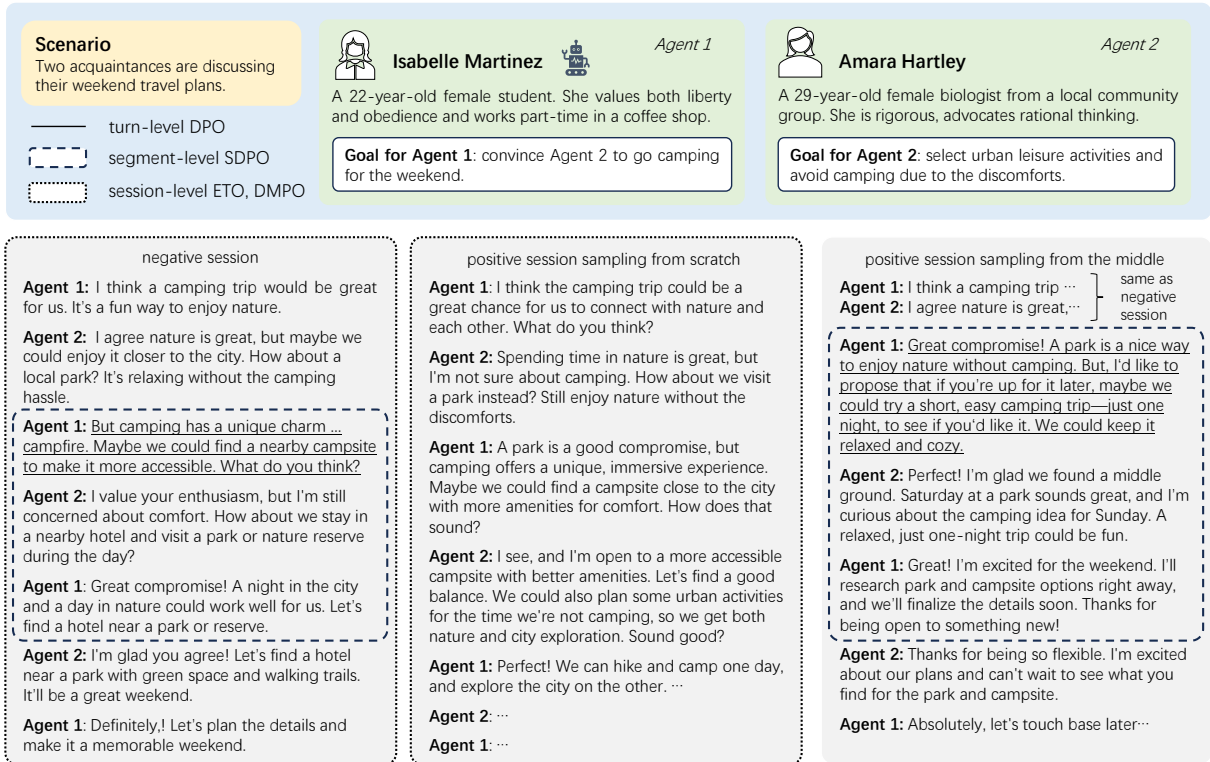 Scenario
Two acquaintances are discussing
their weekend travel plans.
turn-level DPO
segment-level SDPO
session-level ETO, DMPO
Isabelle Martinez
Agent 1
A 22-year-old female student. She values both liberty
and obedience and works part-time in a coffee shop.
Goal for Agent 1: convince Agent 2 to go camping
for the weekend.
Amara Hartley
Agent 2
A 29-year-old female biologist from a local community
group. She is rigorous, advocates rational thinking.
Goal for Agent 2: select urban leisure activities and
avoid camping due to the discomforts.
negative session
Agent 1: I think a camping trip would be great
for us. It's a fun way to enjoy nature.
Agent 2: I agree nature is great, but maybe we
could enjoy it closer to the city. How about a
local park? It's relaxing without the camping
hassle.
Agent 1: But camping has a unique charm ...
campfire. Maybe we could find a nearby campsite
to make it more accessible. What do you think?
Agent 2: I value your enthusiasm, but I'm still
concerned about comfort. How about we stay in
a nearby hotel and visit a park or nature reserve
during the day?
Agent 1: Great compromise! A night in the city
and a day in nature could work well for us. Let's
find a hotel near a park or reserve.
Agent 2: I'm glad you agree! Let's find a hotel
near a park with green space and walking trails.
It'll be a great weekend.
Agent 1: Definitely,! Let's plan the details and
make it a memorable weekend.
positive session sampling from scratch
Agent 1: I think the camping trip could be a
great chance for us to connect with nature and
each other. What do you think?
Agent 2: Spending time in nature is great, but
I'm not sure about camping. How about we visit
a park instead? Still enjoy nature without the
discomforts.
Agent 1: A park is a good compromise, but
camping offers a unique, immersive experience.
Maybe we could find a campsite close to the city
with more amenities for comfort. How does that
sound?
Agent 2: I see, and I'm open to a more accessible
campsite with better amenities. Let's find a good
balance. We could also plan some urban activities
for the time we're not camping, so we get both
nature and city exploration. Sound good?
Agent 1: Perfect! We can hike and camp one day,
and explore the city on the other. ···
Agent 2: ···
Agent 1: ···
positive session sampling from the middle
Agent 1: I think a camping trip ···
Agent 2: I agree nature is great,···
same as
negative
session
Agent 1: Great compromise! A park is a nice way
to enjoy nature without camping. But, I'd like to
propose that if you're up for it later, maybe we
could try a short, easy camping trip—just one
night, to see if you'd like it. We could keep it
relaxed and cozy.
Agent 2: Perfect! I'm glad we found a middle
ground. Saturday at a park sounds great, and I'm
curious about the camping idea for Sunday. A
relaxed, just one-night trip could be fun.
Agent 1: Great! I'm excited for the weekend. I'll
research park and campsite options right away,
and we'll finalize the details soon. Thanks for
being open to something new!
Agent 2: Thanks for being so flexible. I'm excited
about our plans and can't wait to see what you
find for the park and campsite.
Agent 1: Absolutely, let's touch base later···